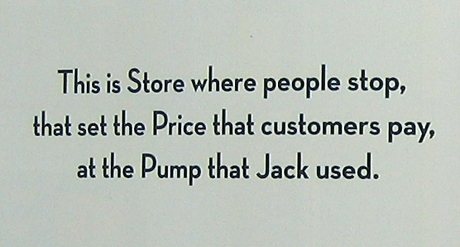 This is Store where people stop,
that set the Price that customers pay,
at the Pump that Jack used.